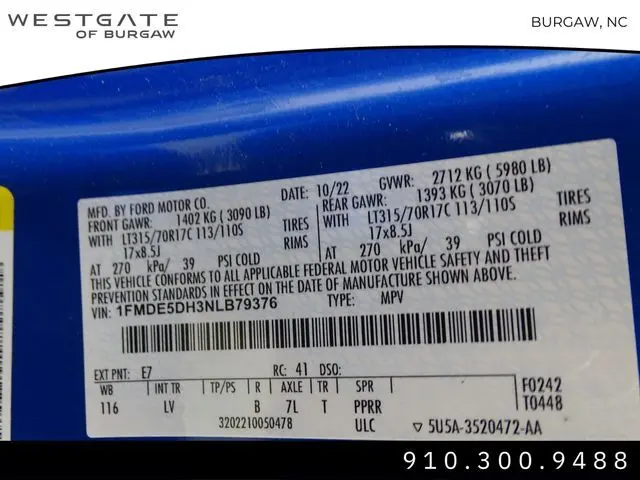 WESTGATE
OF BURGAW
BURGAW, NC
MFD. BY FORD MOTOR CO.
DATE: 10/22
GVWR: 2712 KG ( 5980 LB)
FRONT GAWR: 1402 KG ( 3090 LB)
REAR GAWR: 1393 KG ( 3070 LB)
WITH LT315/70R17C 113/110S TIRES
WITH LT315/70R17C 113/110S TIRES
17x8.5J RIMS
17x8.5J RIMS
AT 270 kPa/ 39 PSI COLD
AT 270 kPa/ 39 PSI COLD
THIS VEHICLE CONFORMS TO ALL APPLICABLE FEDERAL MOTOR VEHICLE SAFETY AND THEFT
PREVENTION STANDARDS IN EFFECT ON THE DATE OF MANUFACTURE SHOWN ABOVE.
VIN: 1FMDE5DH3NLB79376 TYPE: MPV
EXT PNT: E7 RC: 41 DSO:
WB INT TR TP/PS R AXLE TR SPR F0242
116 LV B 7L T PPRR T0448
3202210050478 ULC ▽ 5U5A-3520472-AA
910.300.9488